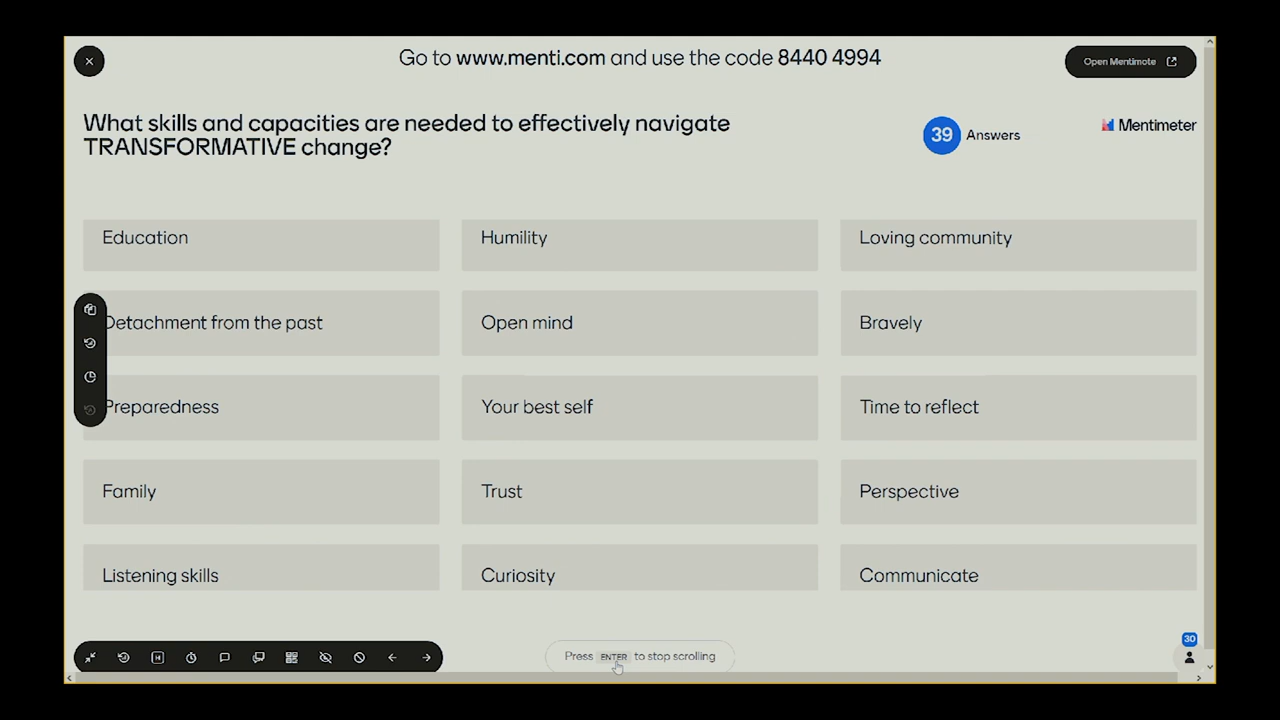 Go to www.menti.com and use the code 8440 4994
Open Mentimote
What skills and capacities are needed to effectively navigate
TRANSFORMATIVE change?
39 Answers
Mentimeter
Education
Humility
Loving community
Detachment from the past
Open mind
Bravely
Preparedness
Your best self
Time to reflect
Family
Trust
Perspective
Listening skills
Curiosity
Communicate
Press ENTER to stop scrolling
30